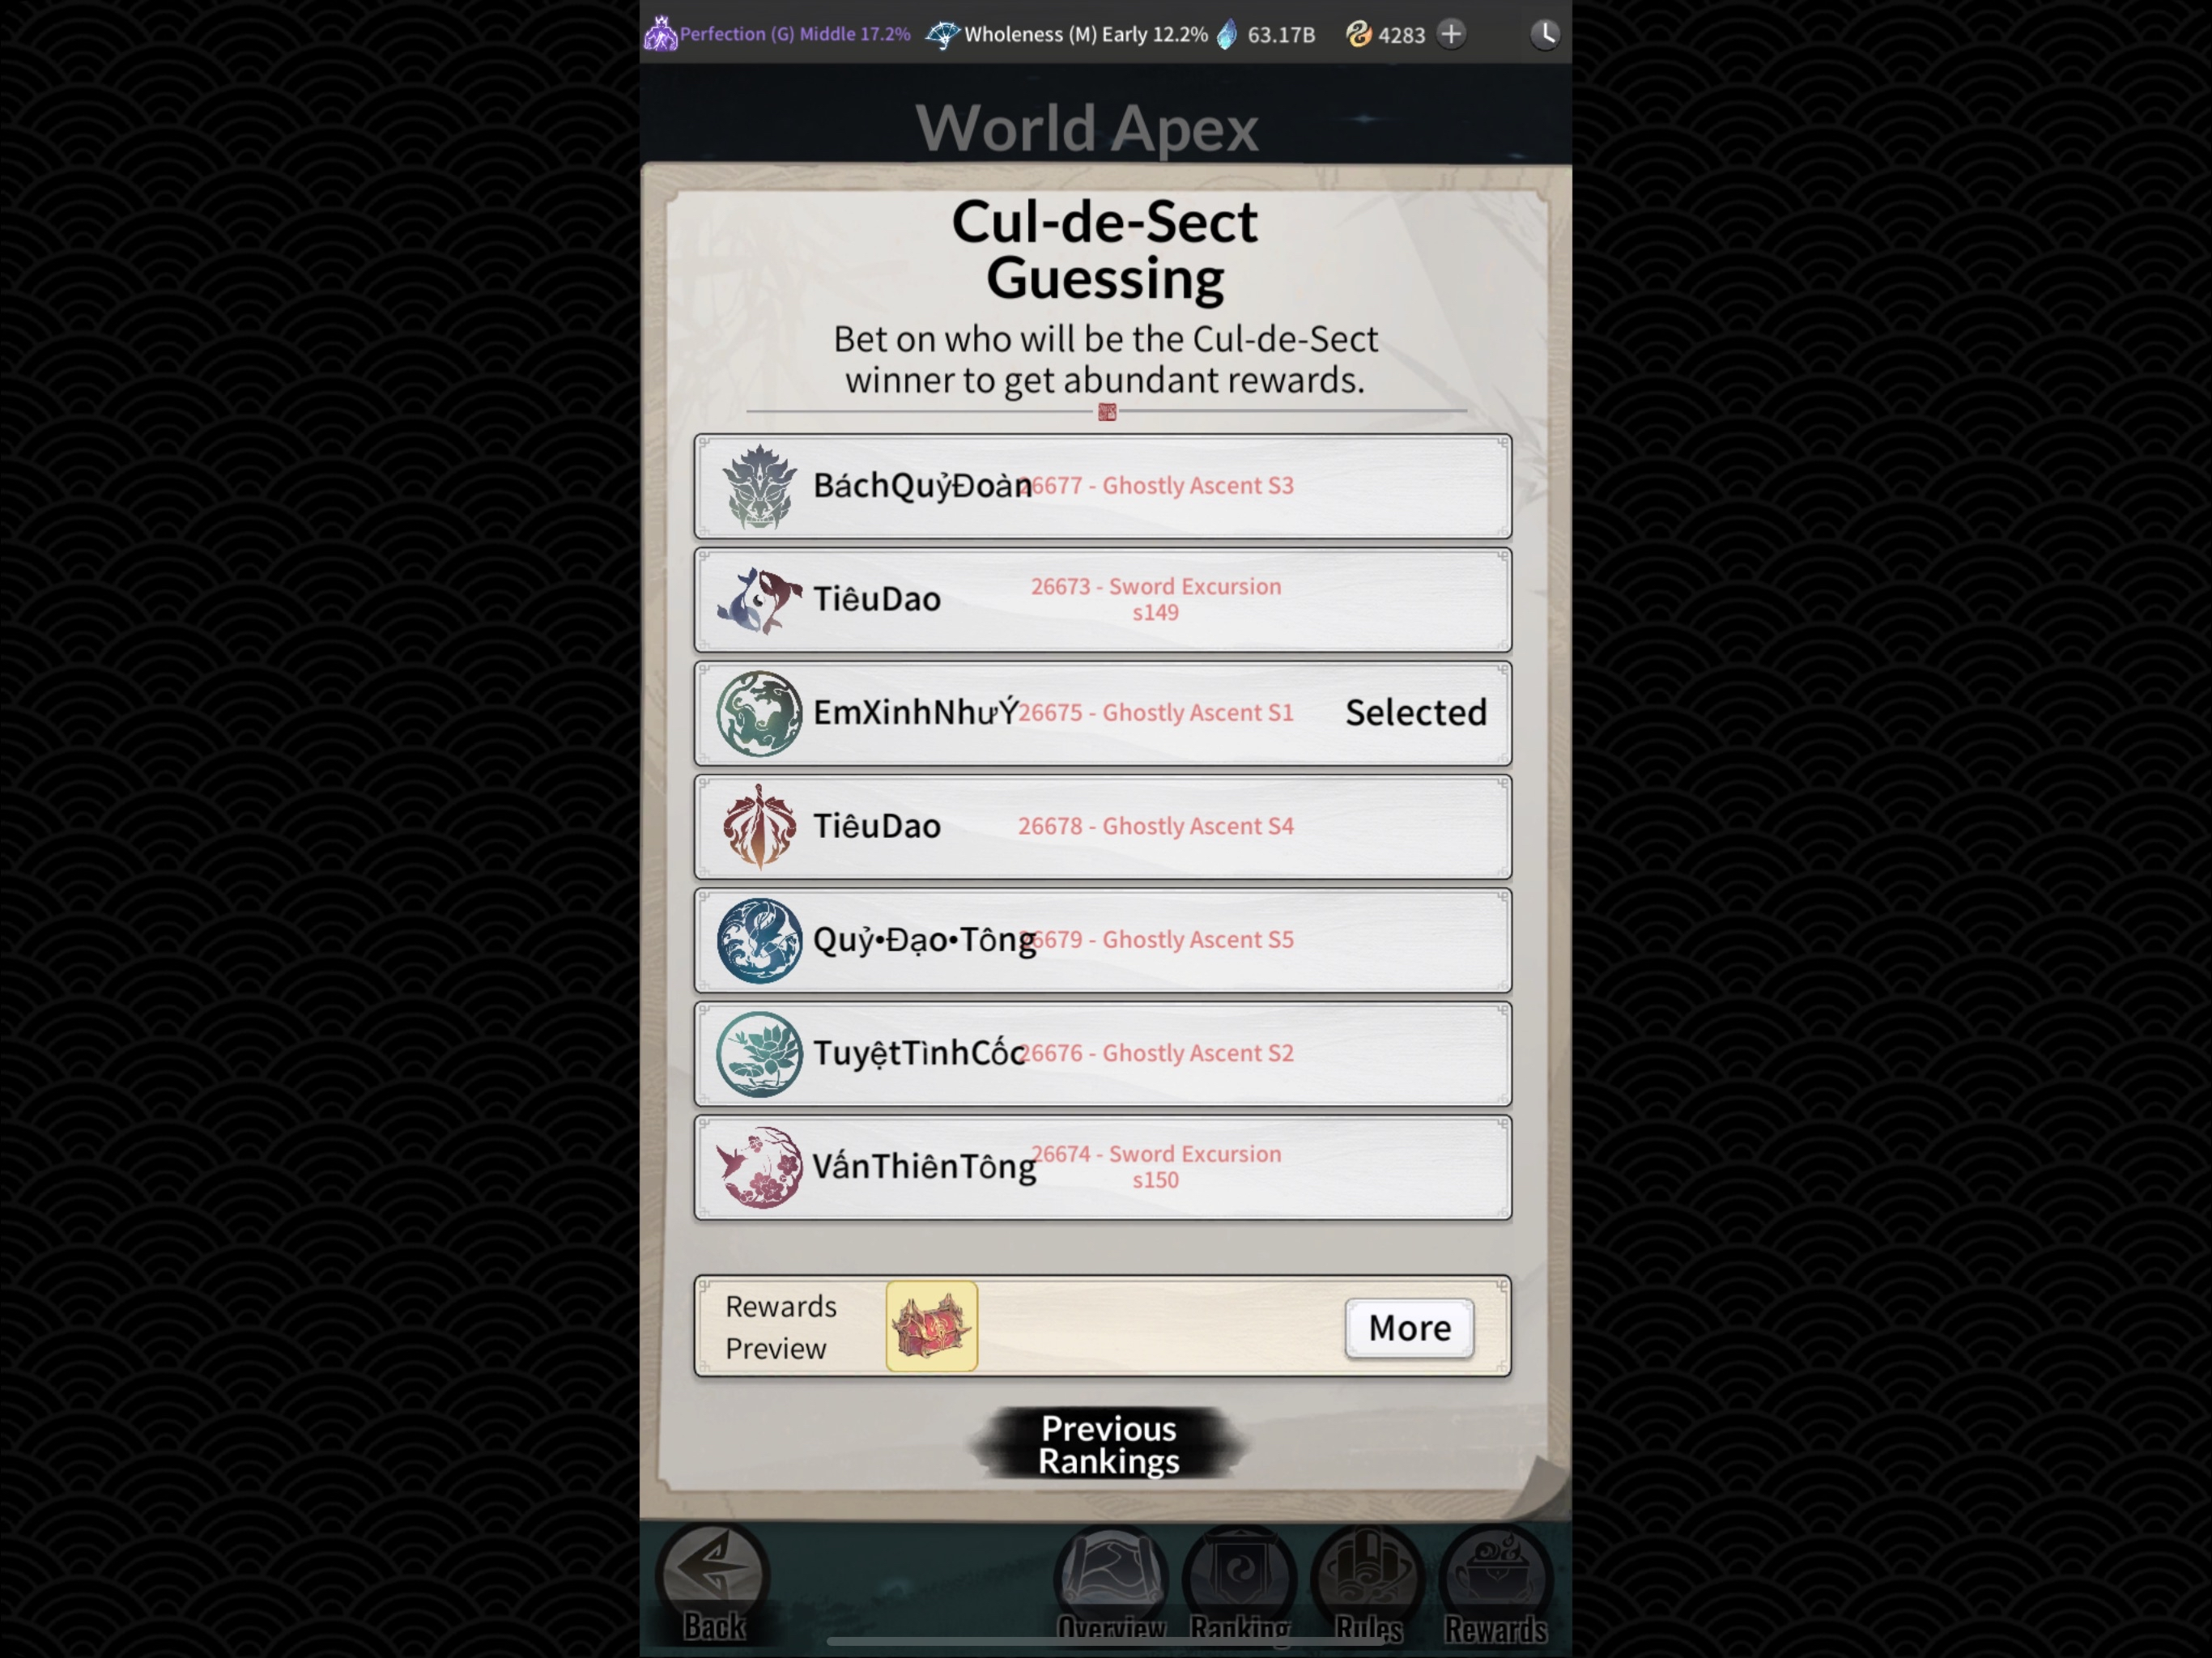 Perfection (G) Middle 17.2% Wholeness (M) Early 12.2% 63.17B 4283
World Apex
Cul-de-Sect
Guessing
Bet on who will be the Cul-de-Sect
winner to get abundant rewards.
BáchQuỷĐoàn 26677 - Ghostly Ascent S3
TiêuDao 26673 - Sword Excursion
s149
EmXinhNhưÝ 26675 - Ghostly Ascent S1 Selected
TiêuDao 26678 - Ghostly Ascent S4
Quỷ•Đạo•Tông 26679 - Ghostly Ascent S5
TuyệtTìnhCốc 26676 - Ghostly Ascent S2
VấnThiênTông 26674 - Sword Excursion
s150
Rewards
Preview
More
Previous
Rankings
Back Overview Ranking Rules Rewards